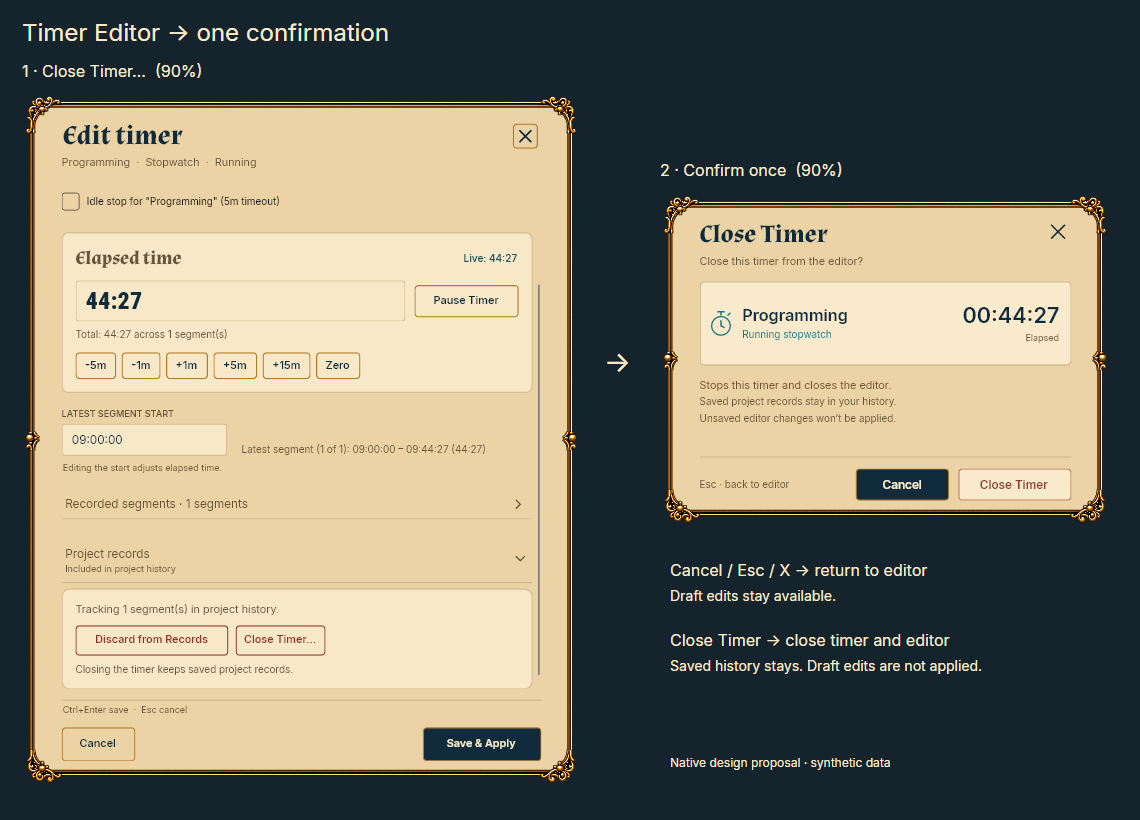 Timer Editor → one confirmation
1 · Close Timer... (90%)
Edit timer
Programming · Stopwatch · Running
Idle stop for "Programming" (5m timeout)
Elapsed time
Live: 44:27
44:27
Pause Timer
Total: 44:27 across 1 segment(s)
-5m
-1m
+1m
+5m
+15m
Zero
LATEST SEGMENT START
09:00:00
Latest segment (1 of 1): 09:00:00 – 09:44:27 (44:27)
Editing the start adjusts elapsed time.
Recorded segments · 1 segments
Project records
Included in project history
Tracking 1 segment(s) in project history.
Discard from Records
Close Timer...
Closing the timer keeps saved project records.
Ctrl+Enter save · Esc cancel
Cancel
Save & Apply
→
2 · Confirm once (90%)
Close Timer
Close this timer from the editor?
Programming
Running stopwatch
00:44:27
Elapsed
Stops this timer and closes the editor.
Saved project records stay in your history.
Unsaved editor changes won’t be applied.
Esc · back to editor
Cancel
Close Timer
Cancel / Esc / X → return to editor
Draft edits stay available.
Close Timer → close timer and editor
Saved history stays. Draft edits are not applied.
Native design proposal · synthetic data